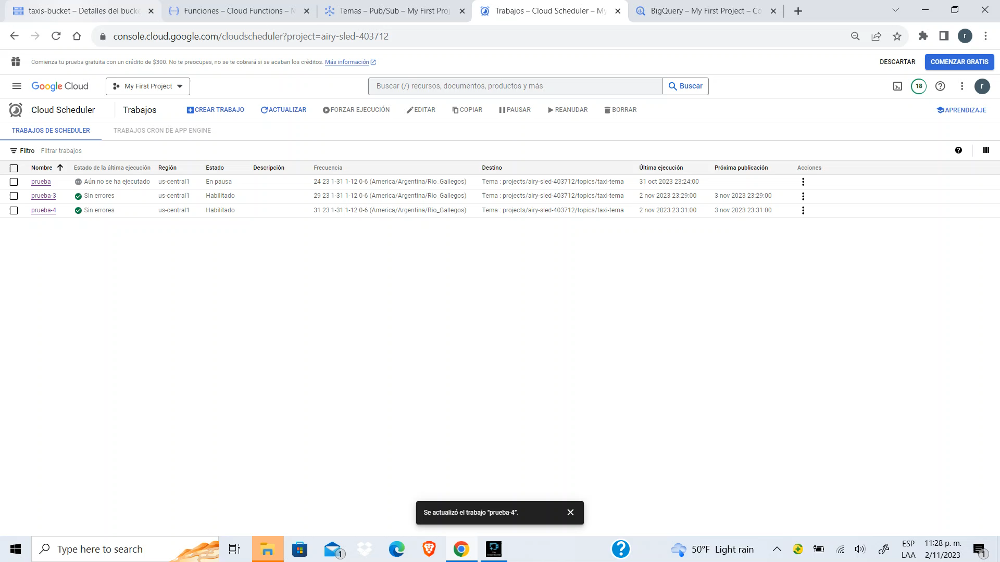 taxis-bucket – Detalles del bucke
Funciones – Cloud Functions – M
Temas – Pub/Sub – My First Proj
Trabajos – Cloud Scheduler – My
BigQuery – My First Project – Co
console.cloud.google.com/cloudscheduler?project=airy-sled-403712
r
Comienza tu prueba gratuita con un crédito de $300. No te preocupes, no se te cobrará si se acaban los créditos. Más información
DESCARTAR
COMENZAR GRATIS
Google Cloud
My First Project
Buscar (/) recursos, documentos, productos y más
Buscar
18
r
Cloud Scheduler
Trabajos
CREAR TRABAJO
ACTUALIZAR
FORZAR EJECUCIÓN
EDITAR
COPIAR
PAUSAR
REANUDAR
BORRAR
APRENDIZAJE
TRABAJOS DE SCHEDULER
TRABAJOS CRON DE APP ENGINE
Filtro
Filtrar trabajos
Nombre Estado de la última ejecución Región Estado Descripción Frecuencia Destino Última ejecución Próxima publicación Acciones
prueba Aún no se ha ejecutado us-central1 En pausa 24 23 1-31 1-12 0-6 (America/Argentina/Rio_Gallegos) Tema : projects/airy-sled-403712/topics/taxi-tema 31 oct 2023 23:24:00
prueba-3 Sin errores us-central1 Habilitado 29 23 1-31 1-12 0-6 (America/Argentina/Rio_Gallegos) Tema : projects/airy-sled-403712/topics/taxi-tema 2 nov 2023 23:29:00 3 nov 2023 23:29:00
prueba-4 Sin errores us-central1 Habilitado 31 23 1-31 1-12 0-6 (America/Argentina/Rio_Gallegos) Tema : projects/airy-sled-403712/topics/taxi-tema 2 nov 2023 23:31:00 3 nov 2023 23:31:00
Se actualizó el trabajo “prueba-4”.
Type here to search
1
50°F Light rain
ESP
LAA
11:28 p. m.
2/11/2023
1